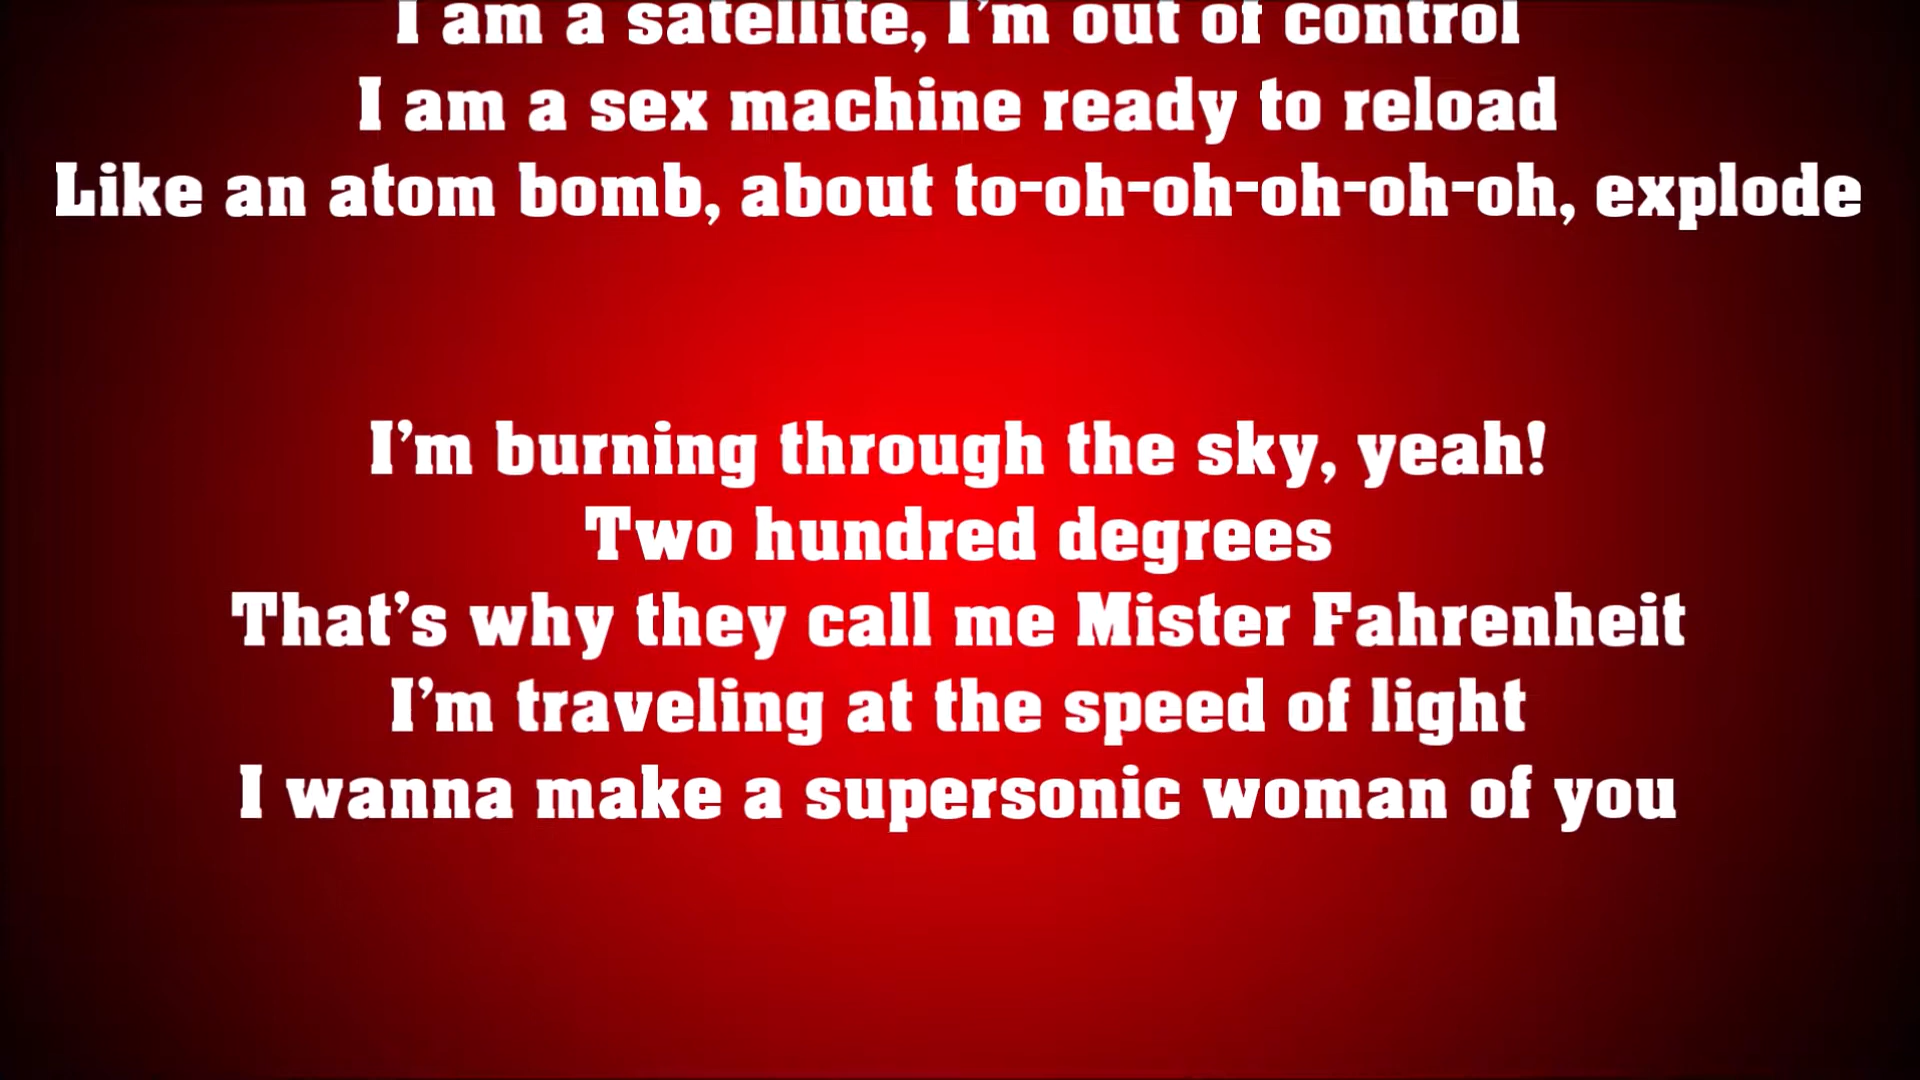 I am a satellite, I'm out of control
I am a sex machine ready to reload
Like an atom bomb, about to-oh-oh-oh-oh-oh, explode
I'm burning through the sky, yeah!
Two hundred degrees
That's why they call me Mister Fahrenheit
I'm traveling at the speed of light
I wanna make a supersonic woman of you